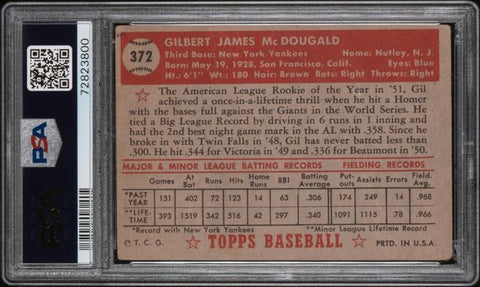 GILBERT JAMES McDOUGALD
372
Third Base: New York Yankees Home: Nutley, N. J.
Born: May 19, 1928, San Francisco, Calif. Eyes: Blue
Ht.: 6'1" Wt.: 180 Hair: Brown Bats: Right Throws: Right
The American League Rookie of the Year in '51, Gil
achieved a once-in-a-lifetime thrill when he hit a Homer
with the bases full against the Giants in the World Series.
He tied a Big League Record by driving in 6 runs in 1 inning and
had the 2nd best night game mark in the AL with .358. Since he
broke in with Twin Falls in '48, Gil has never batted less than
.300. He hit .344 for Victoria in '49 and .336 for Beaumont in '50.
MAJOR & MINOR LEAGUE BATTING RECORDS FIELDING RECORDS
Games At Bat Runs Hits Home Runs RBI Batting Average Put-outs Assists Errors Field. Av.
*PAST YEAR 131 402 72 123 14 63 .306 174 249 14 .968
**LIFE-TIME 393 1519 342 516 42 297 .340 1091 1115 78 .966
*Record with New York Yankees **Minor League Lifetime Record
© T. C. G. TOPPS BASEBALL PRTD. IN U.S.A.
PSA
72823800